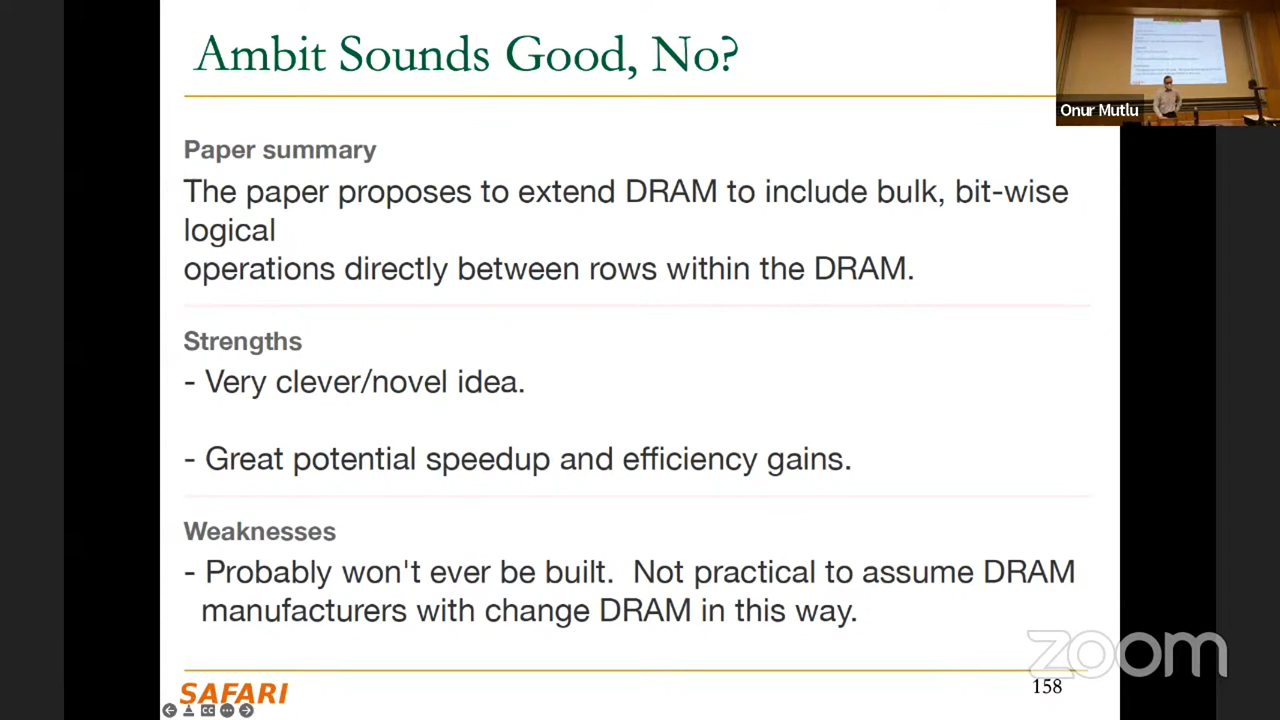 Ambit Sounds Good, No?
Onur Mutlu
Paper summary
The paper proposes to extend DRAM to include bulk, bit-wise
logical
operations directly between rows within the DRAM.
Strengths
- Very clever/novel idea.
- Great potential speedup and efficiency gains.
Weaknesses
- Probably won't ever be built.  Not practical to assume DRAM
manufacturers with change DRAM in this way.
zoom
SAFARI
158